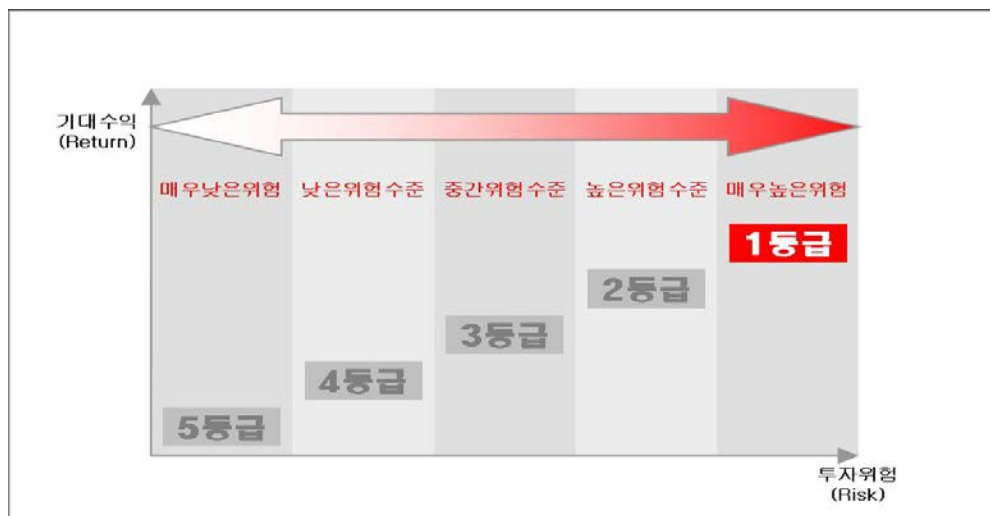 기대수익
(Return)
매우낮은위험 낮은위험수준 중간위험수준 높은위험수준 매우높은위험
1등급
2등급
3등급
4등급
5등급
투자위험
(Risk)